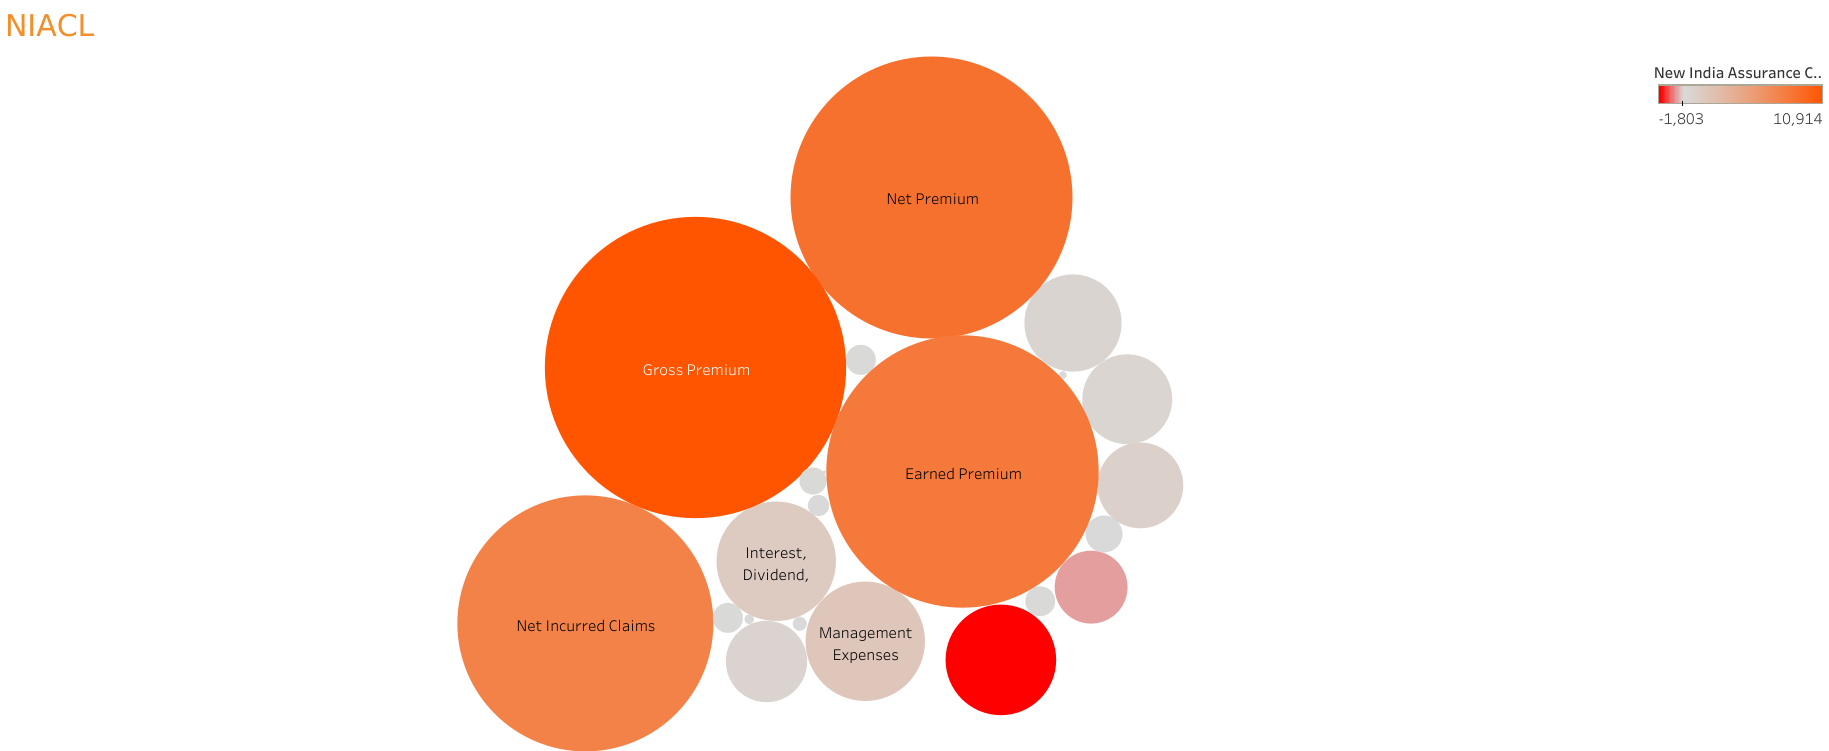 NIACL
New India Assurance C..
-1,803 10,914
Net Premium
Gross Premium
Earned Premium
Interest,
Dividend,
Net Incurred Claims
Management
Expenses